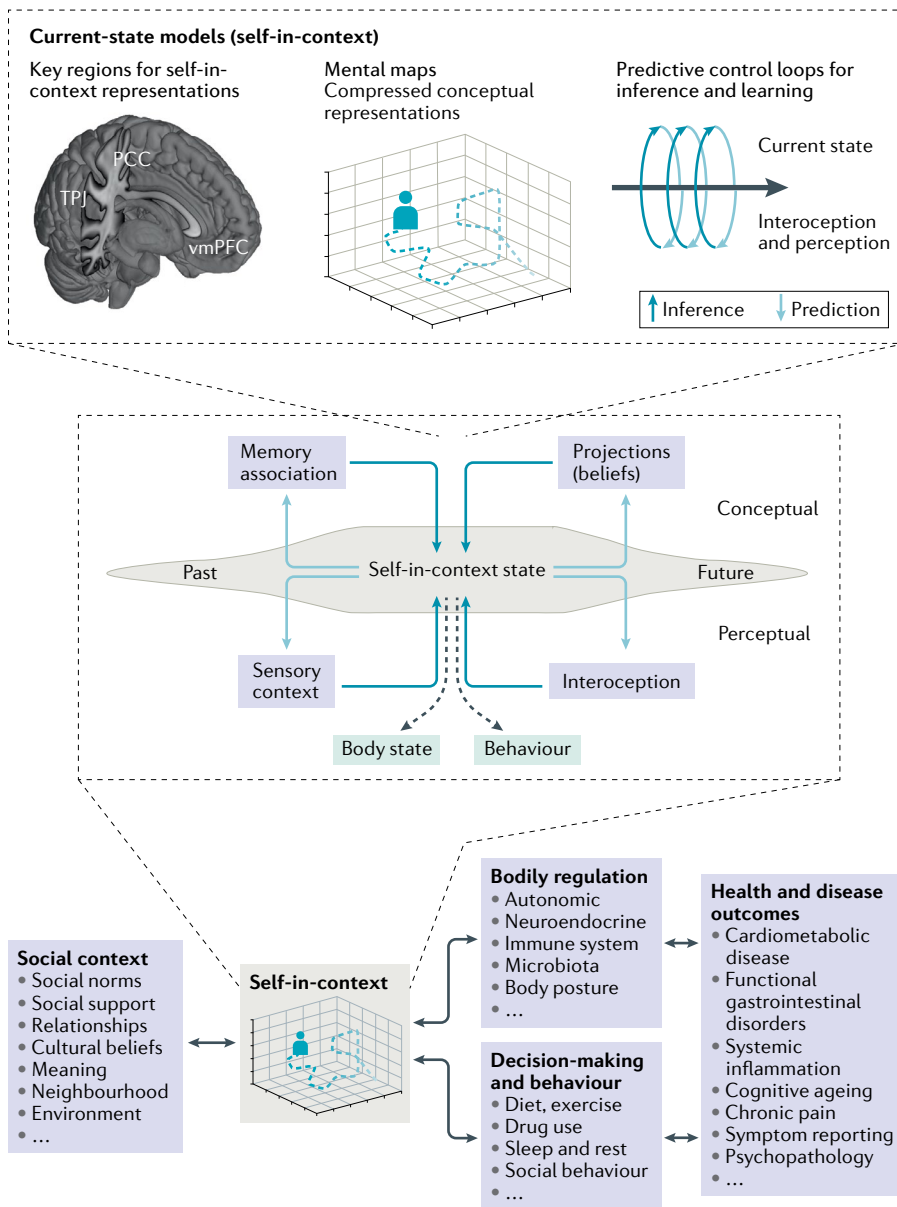 Current-state models (self-in-context)
Key regions for self-in-
context representations
PCC
TPJ
vmPFC
Mental maps
Compressed conceptual
representations
Predictive control loops for
inference and learning
Current state
Interoception
and perception
Inference
Prediction
Memory
association
Projections
(beliefs)
Conceptual
Past
Self-in-context state
Future
Perceptual
Sensory
context
Interoception
Body state
Behaviour
Social context
• Social norms
• Social support
• Relationships
• Cultural beliefs
• Meaning
• Neighbourhood
• Environment
• ...
Self-in-context
Bodily regulation
• Autonomic
• Neuroendocrine
• Immune system
• Microbiota
• Body posture
• ...
Decision-making
and behaviour
• Diet, exercise
• Drug use
• Sleep and rest
• Social behaviour
• ...
Health and disease
outcomes
• Cardiometabolic
disease
• Functional
gastrointestinal
disorders
• Systemic
inflammation
• Cognitive ageing
• Chronic pain
• Symptom reporting
• Psychopathology
• ...